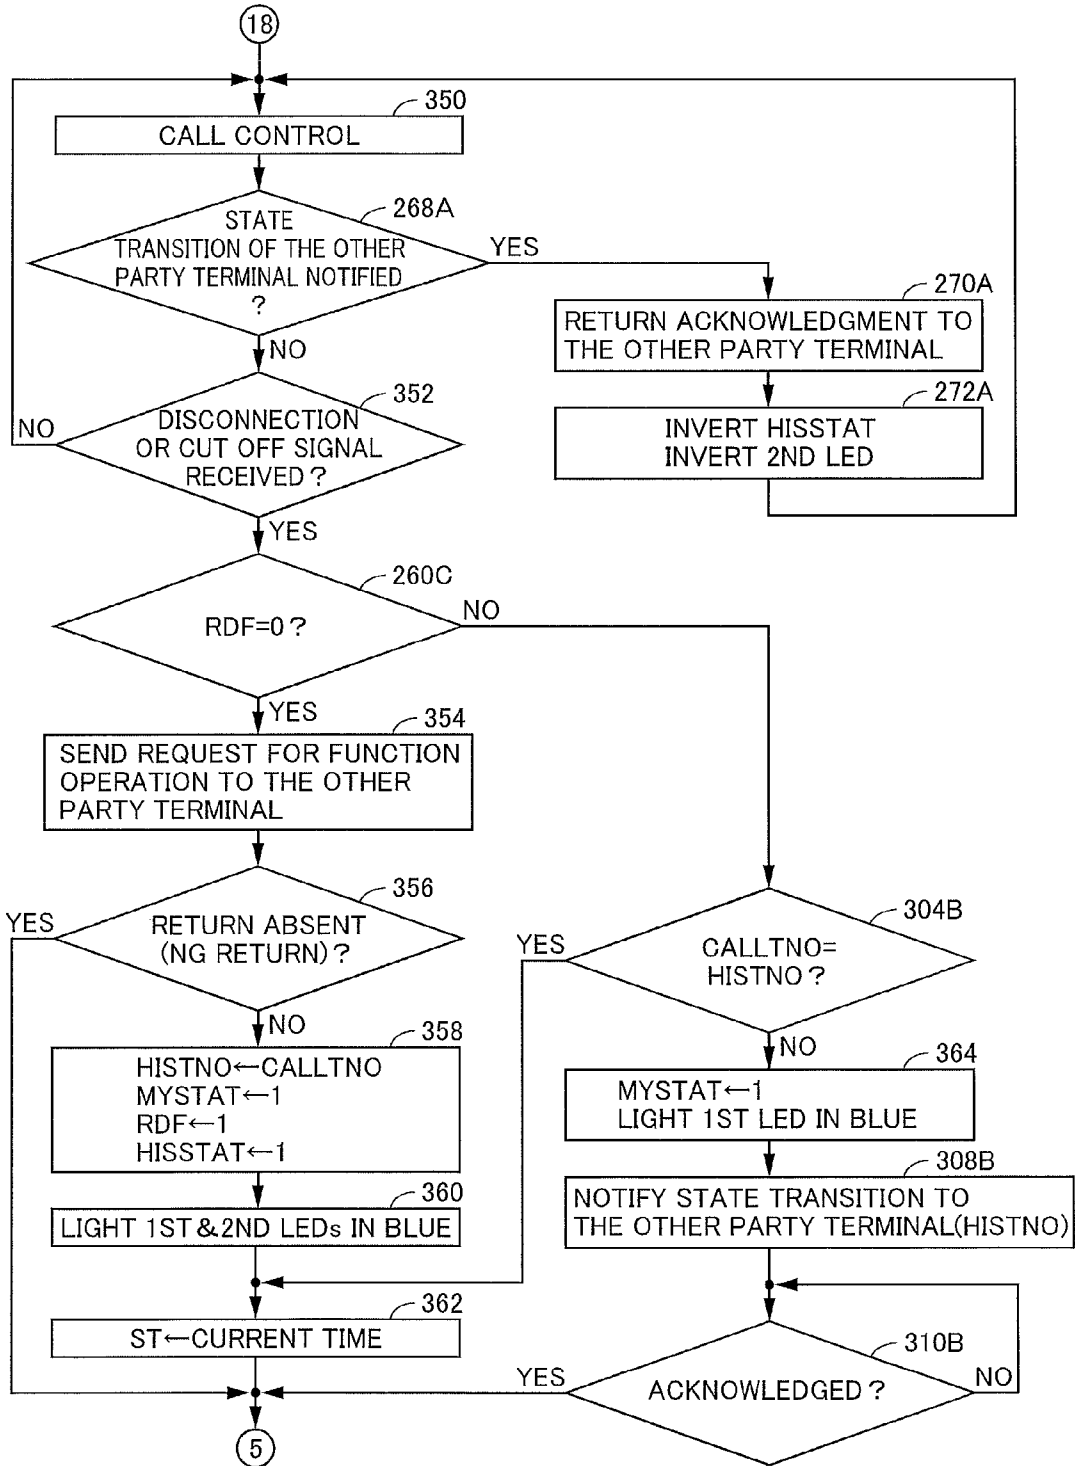 18
350
CALL CONTROL
268A
STATE
TRANSITION OF THE OTHER
PARTY TERMINAL NOTIFIED
?
YES
NO
270A
RETURN ACKNOWLEDGMENT TO
THE OTHER PARTY TERMINAL
272A
INVERT HISSTAT
INVERT 2ND LED
352
DISCONNECTION
OR CUT OFF SIGNAL
RECEIVED?
NO
YES
260C
RDF=0?
NO
YES
354
SEND REQUEST FOR FUNCTION
OPERATION TO THE OTHER
PARTY TERMINAL
356
RETURN ABSENT
(NG RETURN)?
YES
NO
304B
CALLTNO=
HISTNO?
YES
NO
358
HISTNO←CALLTNO
MYSTAT←1
RDF←1
HISSTAT←1
364
MYSTAT←1
LIGHT 1ST LED IN BLUE
360
LIGHT 1ST&2ND LEDs IN BLUE
308B
NOTIFY STATE TRANSITION TO
THE OTHER PARTY TERMINAL(HISTNO)
362
ST←CURRENT TIME
310B
ACKNOWLEDGED?
YES
NO
5